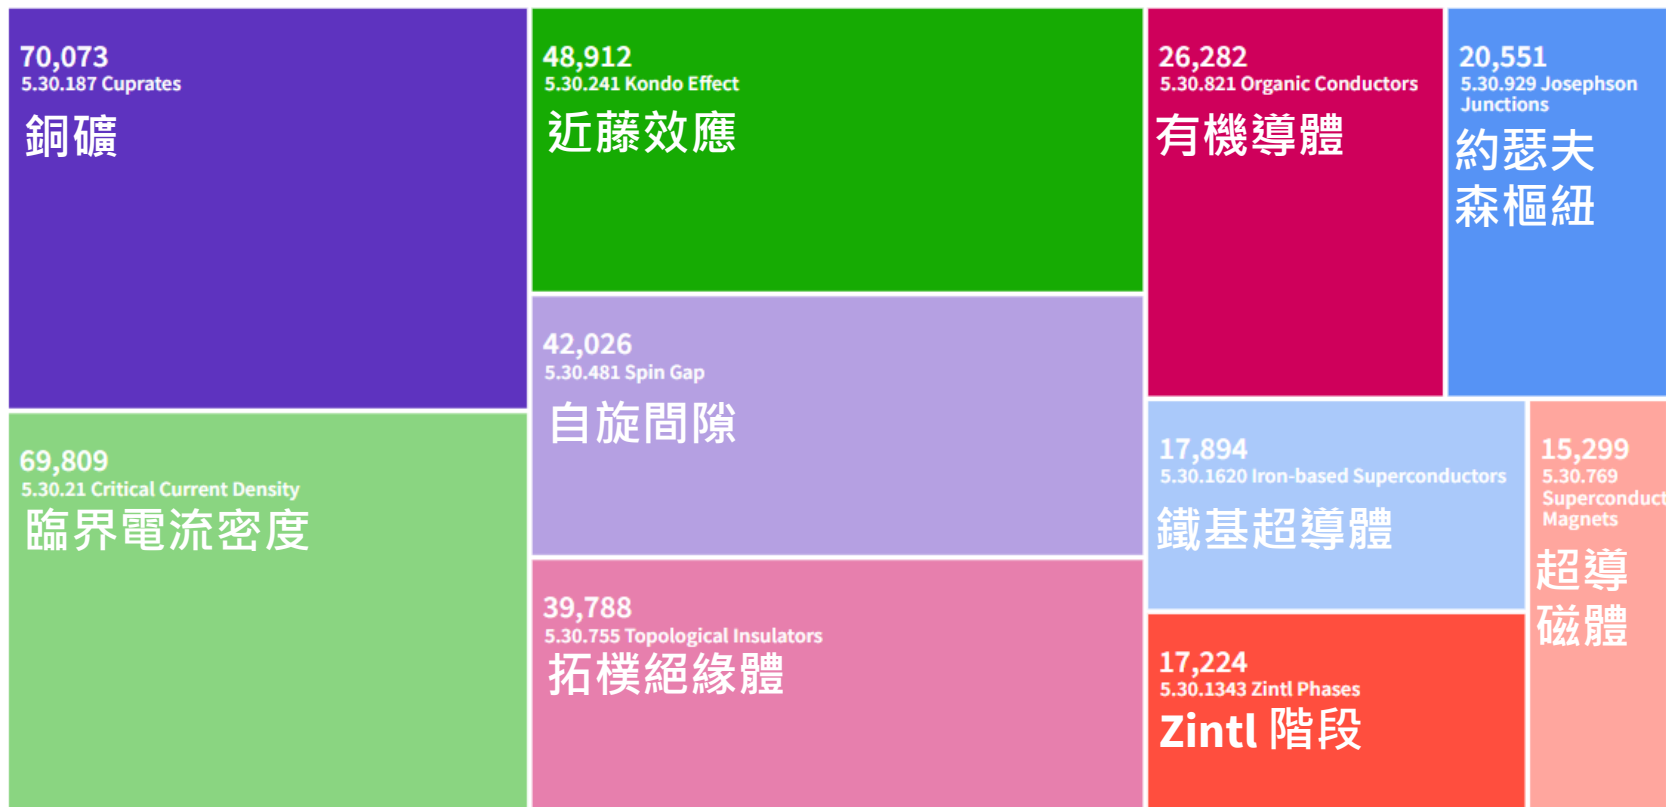 70,073
5.30.187 Cuprates
銅礦
69,809
5.30.21 Critical Current Density
臨界電流密度
48,912
5.30.241 Kondo Effect
近藤效應
42,026
5.30.481 Spin Gap
自旋間隙
39,788
5.30.755 Topological Insulators
拓樸絕緣體
26,282
5.30.821 Organic Conductors
有機導體
20,551
5.30.929 Josephson
Junctions
約瑟夫
森樞紐
17,894
5.30.1620 Iron-based Superconductors
鐵基超導體
17,224
5.30.1343 Zintl Phases
Zintl 階段
15,299
5.30.769
Superconduct
Magnets
超導
磁體